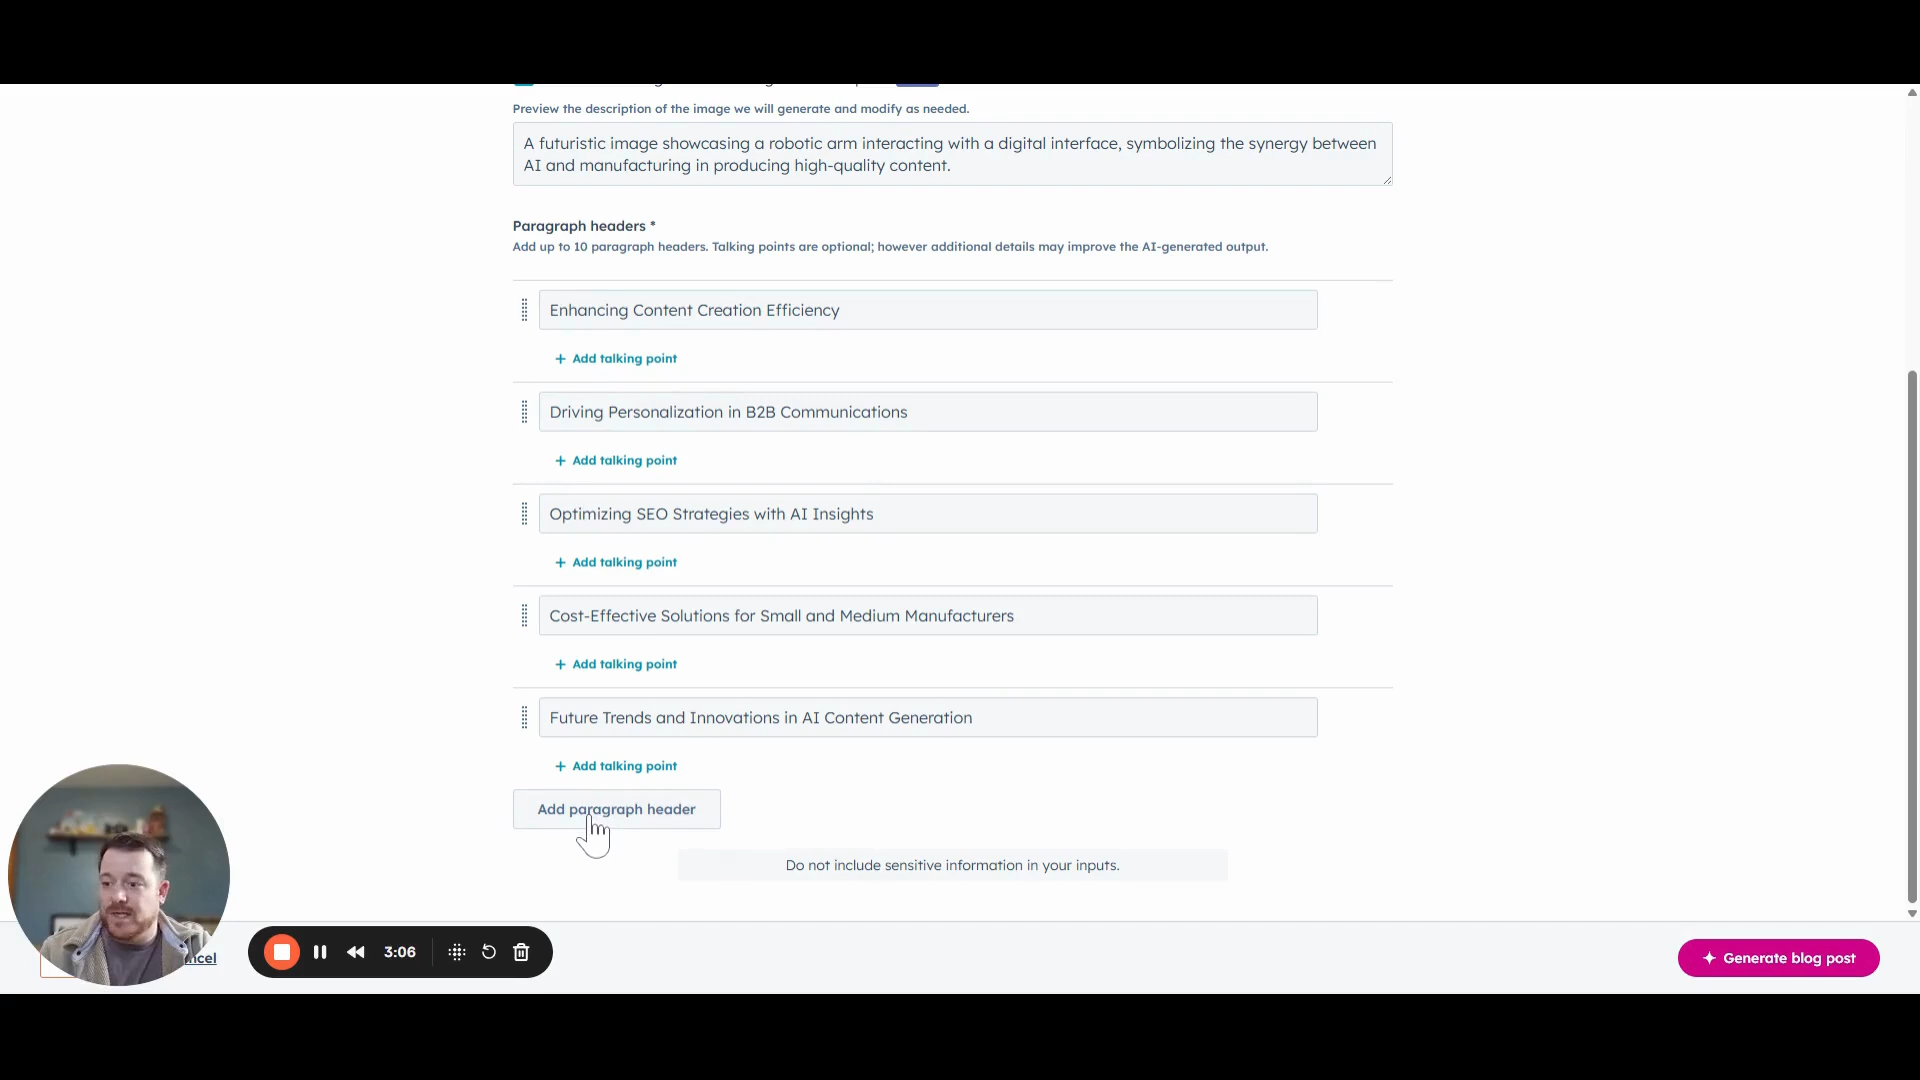 Preview the description of the image we will generate and modify as needed.
A futuristic image showcasing a robotic arm interacting with a digital interface, symbolizing the synergy between
AI and manufacturing in producing high-quality content.
Paragraph headers *
Add up to 10 paragraph headers. Talking points are optional; however additional details may improve the AI-generated output.
Enhancing Content Creation Efficiency
+ Add talking point
Driving Personalization in B2B Communications
+ Add talking point
Optimizing SEO Strategies with AI Insights
+ Add talking point
Cost-Effective Solutions for Small and Medium Manufacturers
+ Add talking point
Future Trends and Innovations in AI Content Generation
+ Add talking point
Add paragraph header
Do not include sensitive information in your inputs.
ncel
3:06
Generate blog post